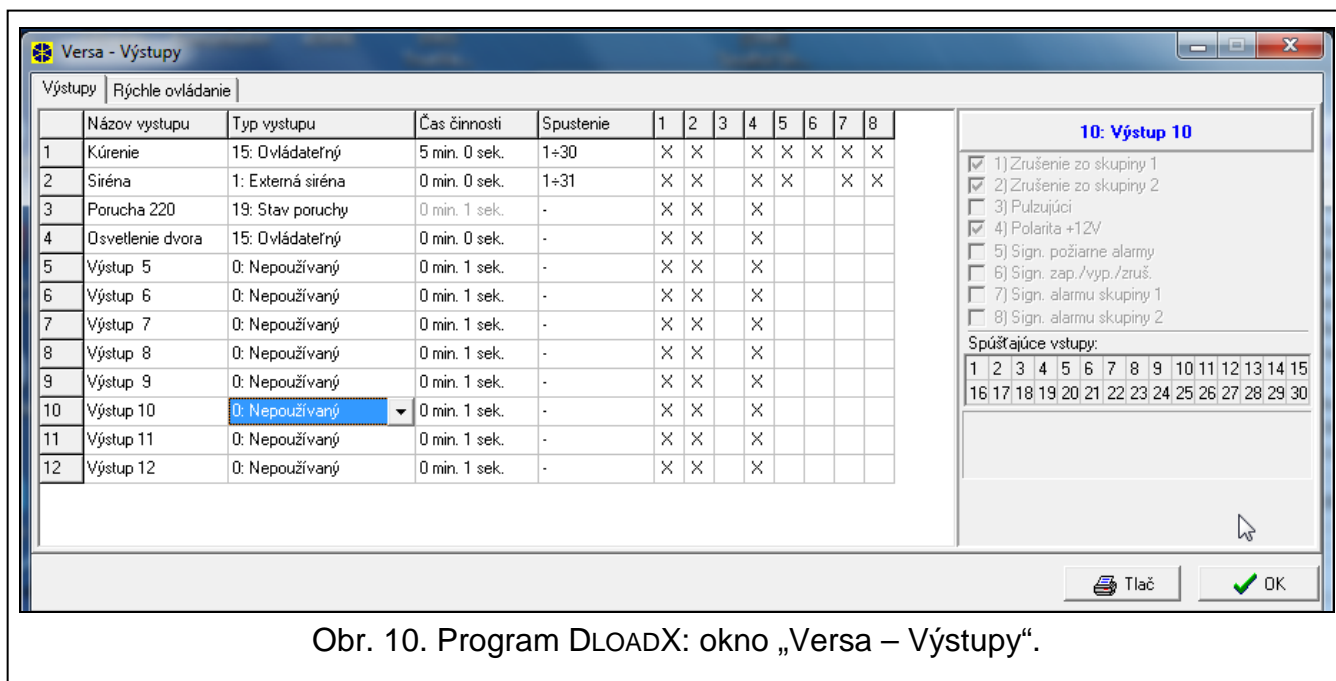 Versa - Výstupy
Výstupy Rýchle ovládanie
Názov vystupu Typ vystupu Čas činnosti Spustenie 1 2 3 4 5 6 7 8
1 Kúrenie 15: Ovládateľný 5 min. 0 sek. 1÷30 X X X X X X X
2 Siréna 1: Externá siréna 0 min. 0 sek. 1÷31 X X X X X X
3 Porucha 220 19: Stav poruchy 0 min. 1 sek. - X X X
4 Osvetlenie dvora 15: Ovládateľný 0 min. 0 sek. - X X X
5 Výstup 5 0: Nepoužívaný 0 min. 1 sek. - X X X
6 Výstup 6 0: Nepoužívaný 0 min. 1 sek. - X X X
7 Výstup 7 0: Nepoužívaný 0 min. 1 sek. - X X X
8 Výstup 8 0: Nepoužívaný 0 min. 1 sek. - X X X
9 Výstup 9 0: Nepoužívaný 0 min. 1 sek. - X X X
10 Výstup 10 0: Nepoužívaný 0 min. 1 sek. - X X X
11 Výstup 11 0: Nepoužívaný 0 min. 1 sek. - X X X
12 Výstup 12 0: Nepoužívaný 0 min. 1 sek. - X X X
10: Výstup 10
1) Zrušenie zo skupiny 1
2) Zrušenie zo skupiny 2
3) Pulzujúci
4) Polarita +12V
5) Sign. požiarne alarmy
6) Sign. zap./vyp./zruš.
7) Sign. alarmu skupiny 1
8) Sign. alarmu skupiny 2
Spúšťajúce vstupy:
1 2 3 4 5 6 7 8 9 10 11 12 13 14 15
16 17 18 19 20 21 22 23 24 25 26 27 28 29 30
Tlač OK
Obr. 10. Program DLOADX: okno „Versa – Výstupy“.